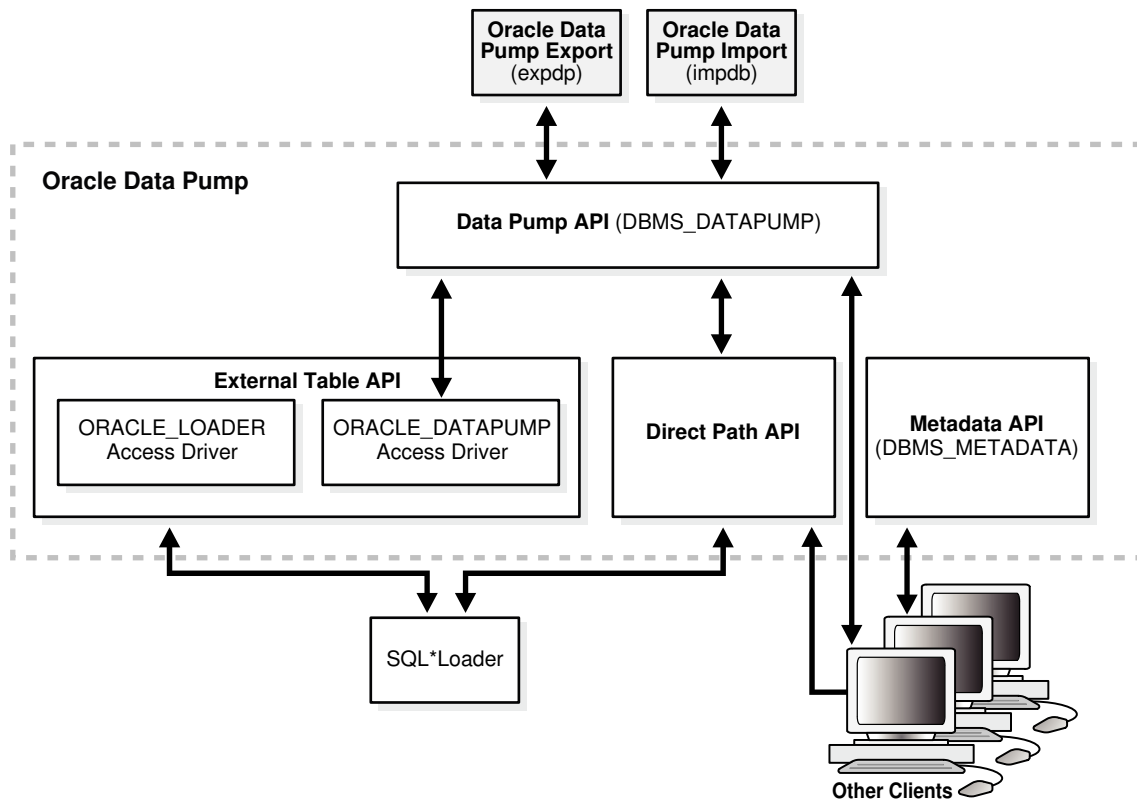 Oracle Data
Pump Export
(expdp)
Oracle Data
Pump Import
(impdb)
Oracle Data Pump
Data Pump API (DBMS_DATAPUMP)
External Table API
ORACLE_LOADER
Access Driver
ORACLE_DATAPUMP
Access Driver
Direct Path API
Metadata API
(DBMS_METADATA)
SQL*Loader
Other Clients